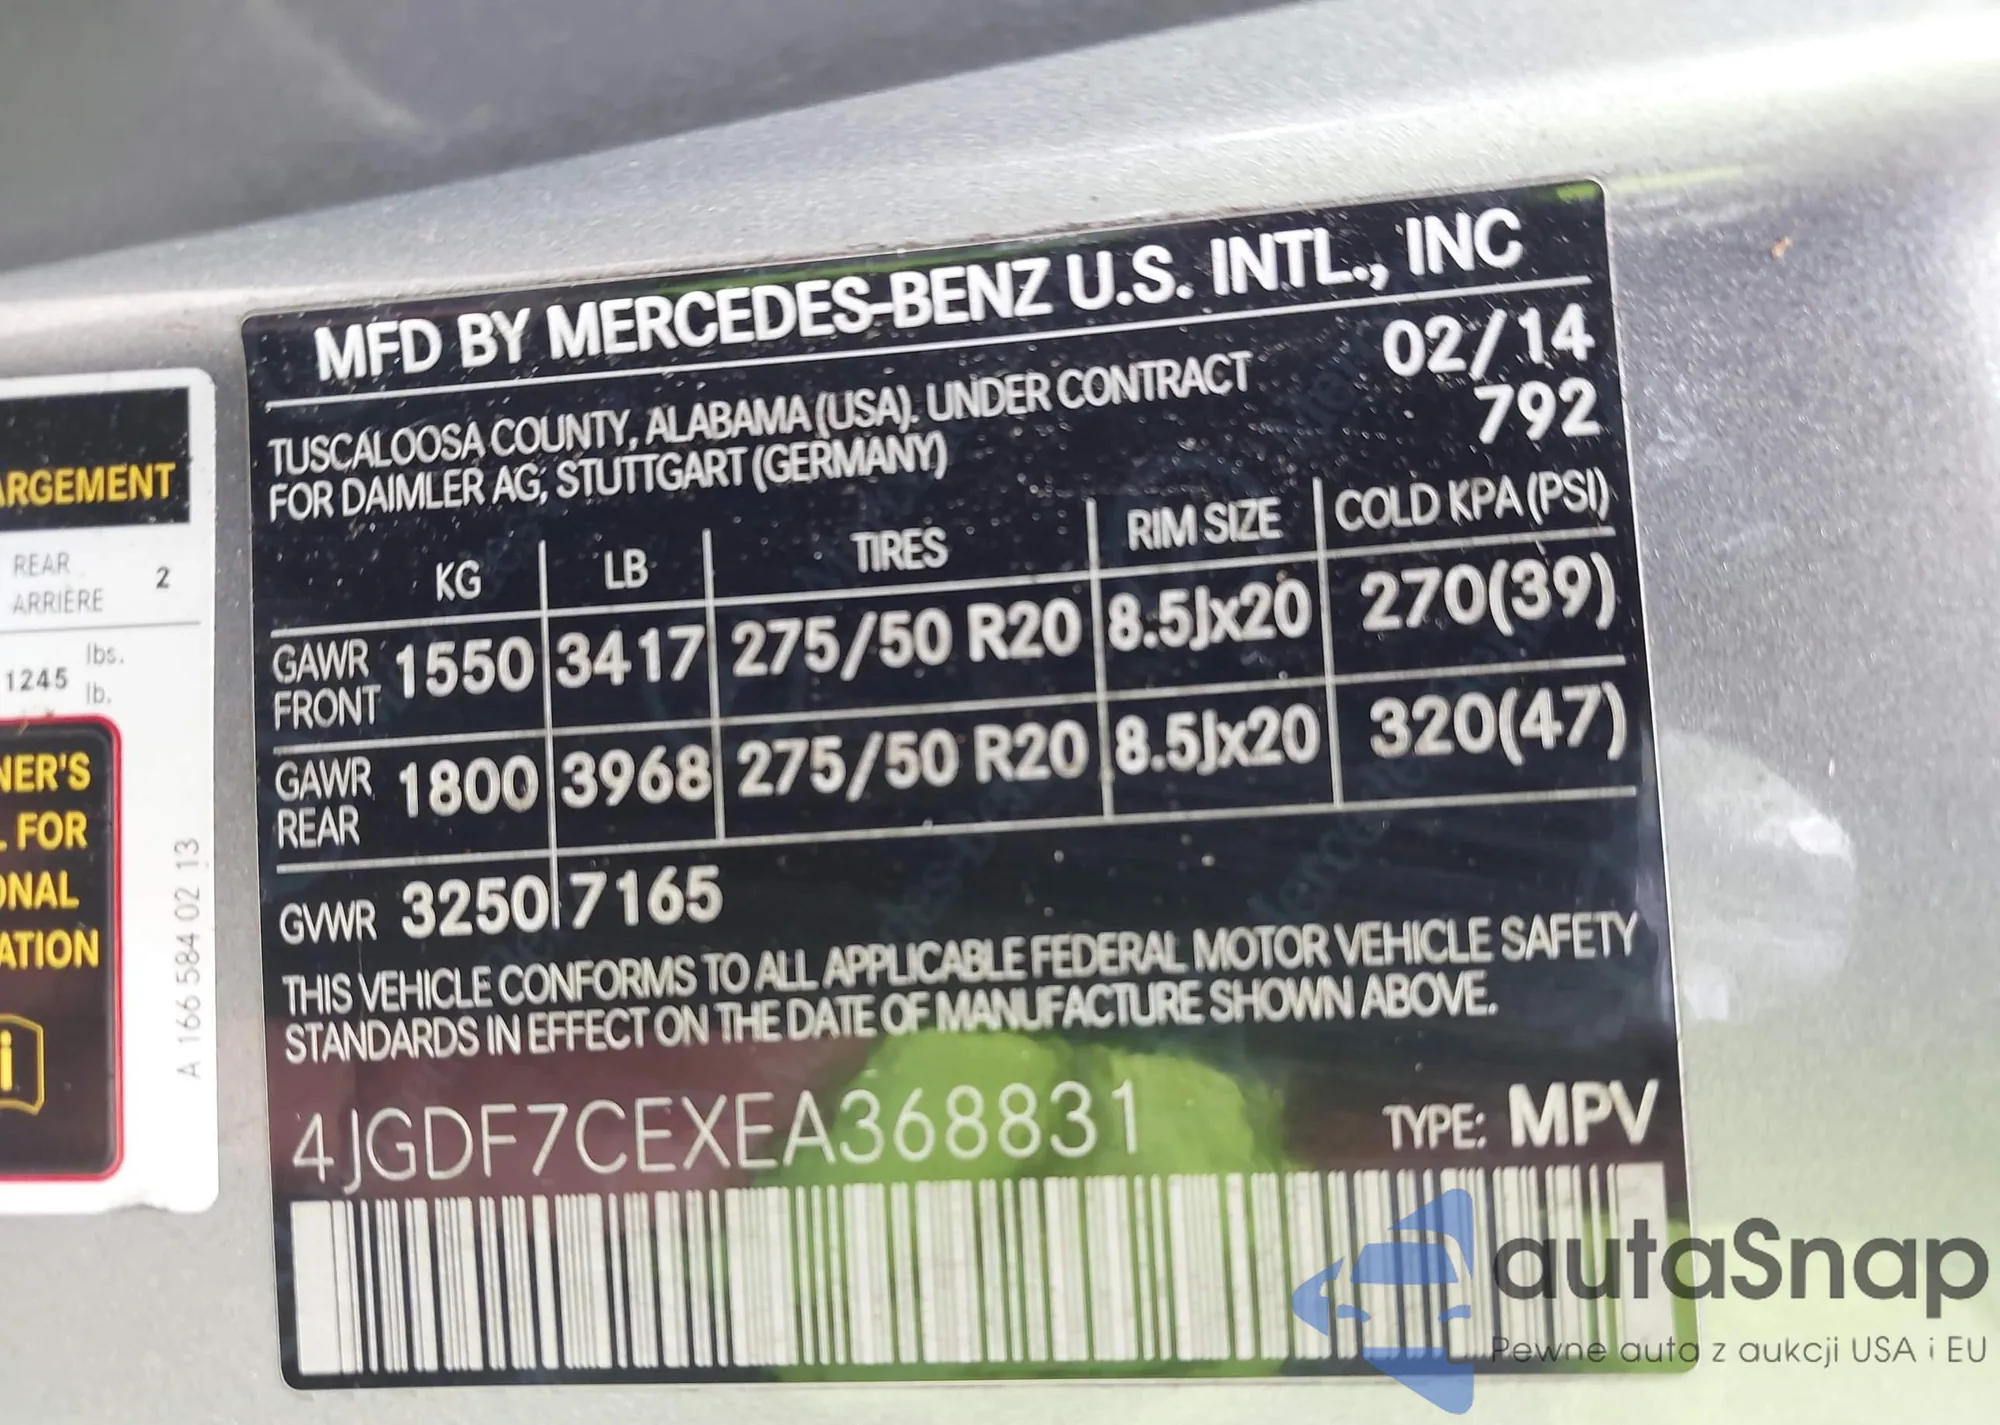 MFD BY MERCEDES-BENZ U.S. INTL., INC
02/14
TUSCALOOSA COUNTY, ALABAMA (USA). UNDER CONTRACT
792
FOR DAIMLER AG, STUTTGART (GERMANY)
KG LB TIRES RIM SIZE COLD KPA (PSI)
GAWR FRONT 1550 3417 275/50 R20 8.5Jx20 270(39)
GAWR REAR 1800 3968 275/50 R20 8.5Jx20 320(47)
GVWR 3250 7165
THIS VEHICLE CONFORMS TO ALL APPLICABLE FEDERAL MOTOR VEHICLE SAFETY
STANDARDS IN EFFECT ON THE DATE OF MANUFACTURE SHOWN ABOVE.
4JGDF7CEXEA368831 TYPE: MPV
ARGEMENT
REAR
ARRIÈRE 2
lbs.
1245
lb.
NER'S
L FOR
ONAL
ATION
i
A 166 584 02 13
autaSnap
Pewne auta z aukcji USA i EU